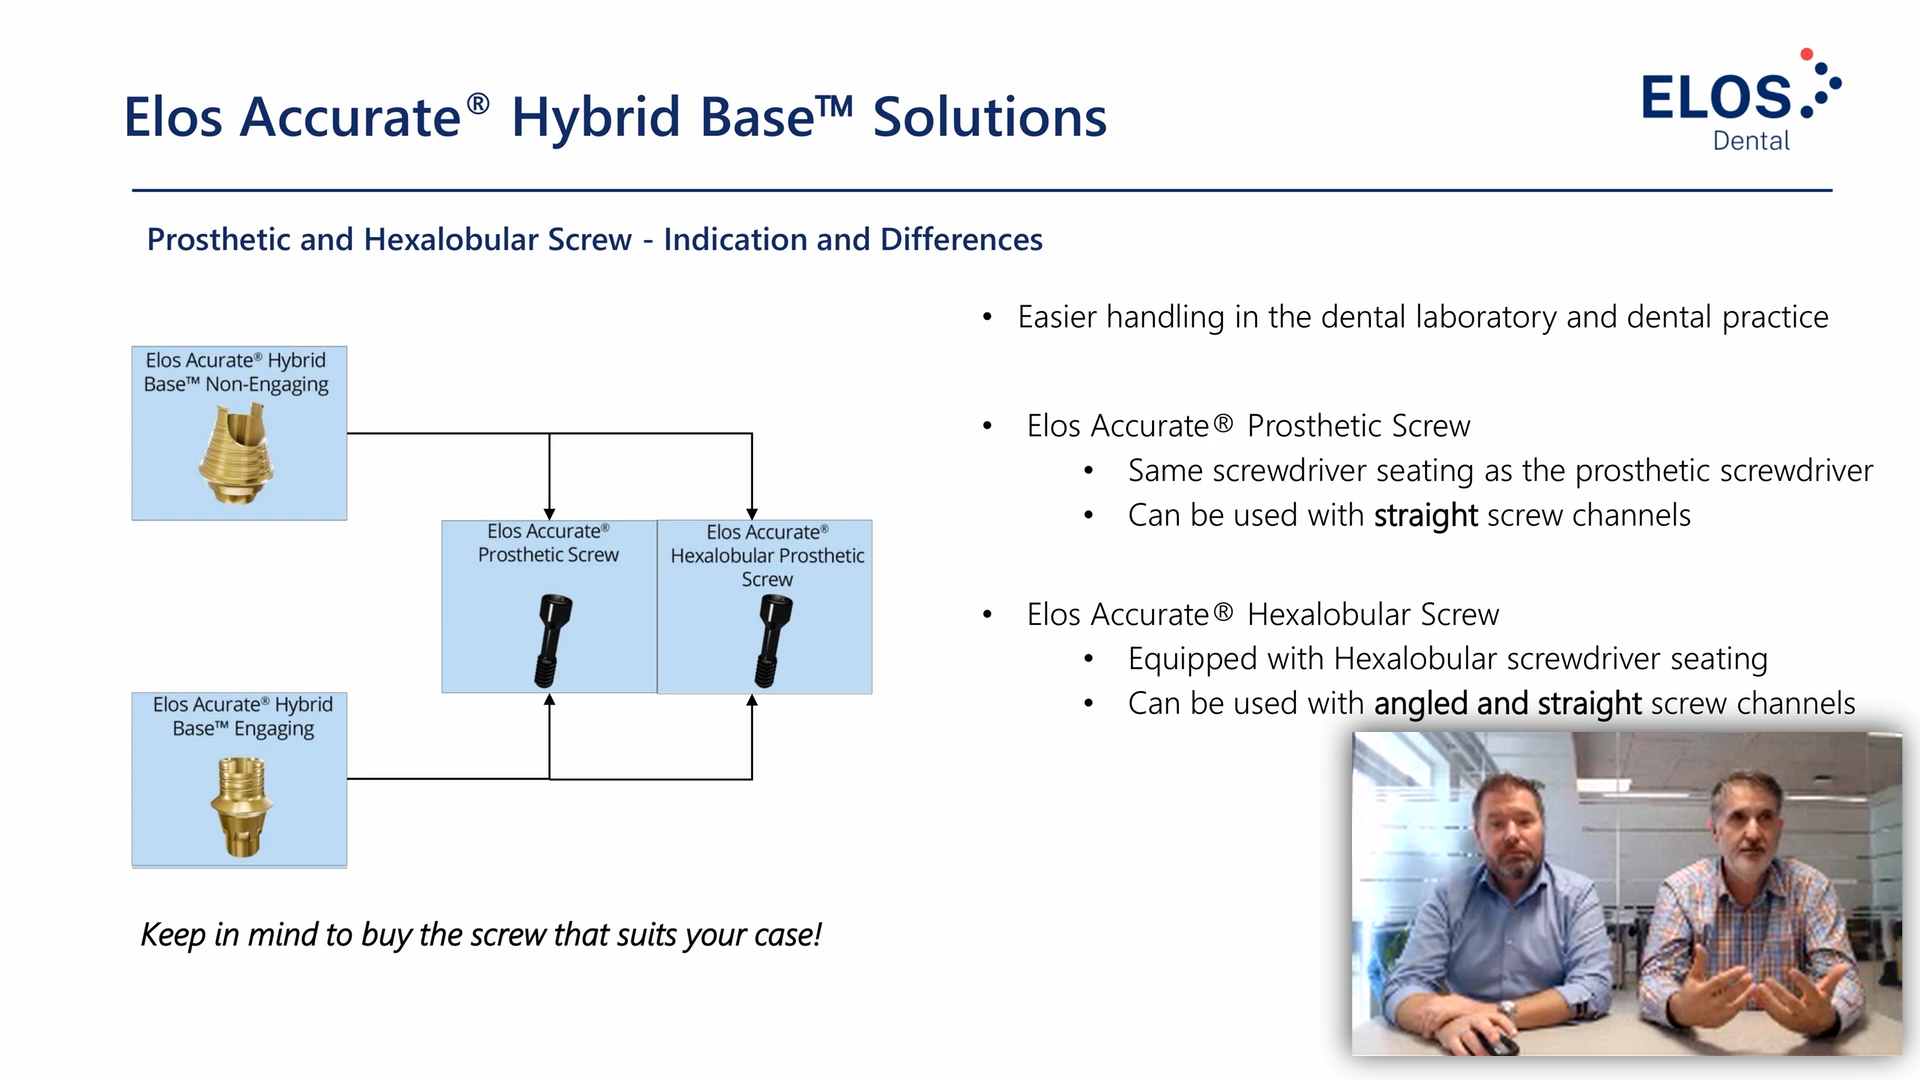 Elos Accurate® Hybrid Base™ Solutions
ELOS
Dental
Prosthetic and Hexalobular Screw - Indication and Differences
Elos Acurate® Hybrid
Base™ Non-Engaging
Elos Accurate®
Prosthetic Screw
Elos Accurate®
Hexalobular Prosthetic
Screw
Elos Acurate® Hybrid
Base™ Engaging
Keep in mind to buy the screw that suits your case!
• Easier handling in the dental laboratory and dental practice
• Elos Accurate® Prosthetic Screw
• Same screwdriver seating as the prosthetic screwdriver
• Can be used with straight screw channels
• Elos Accurate® Hexalobular Screw
• Equipped with Hexalobular screwdriver seating
• Can be used with angled and straight screw channels